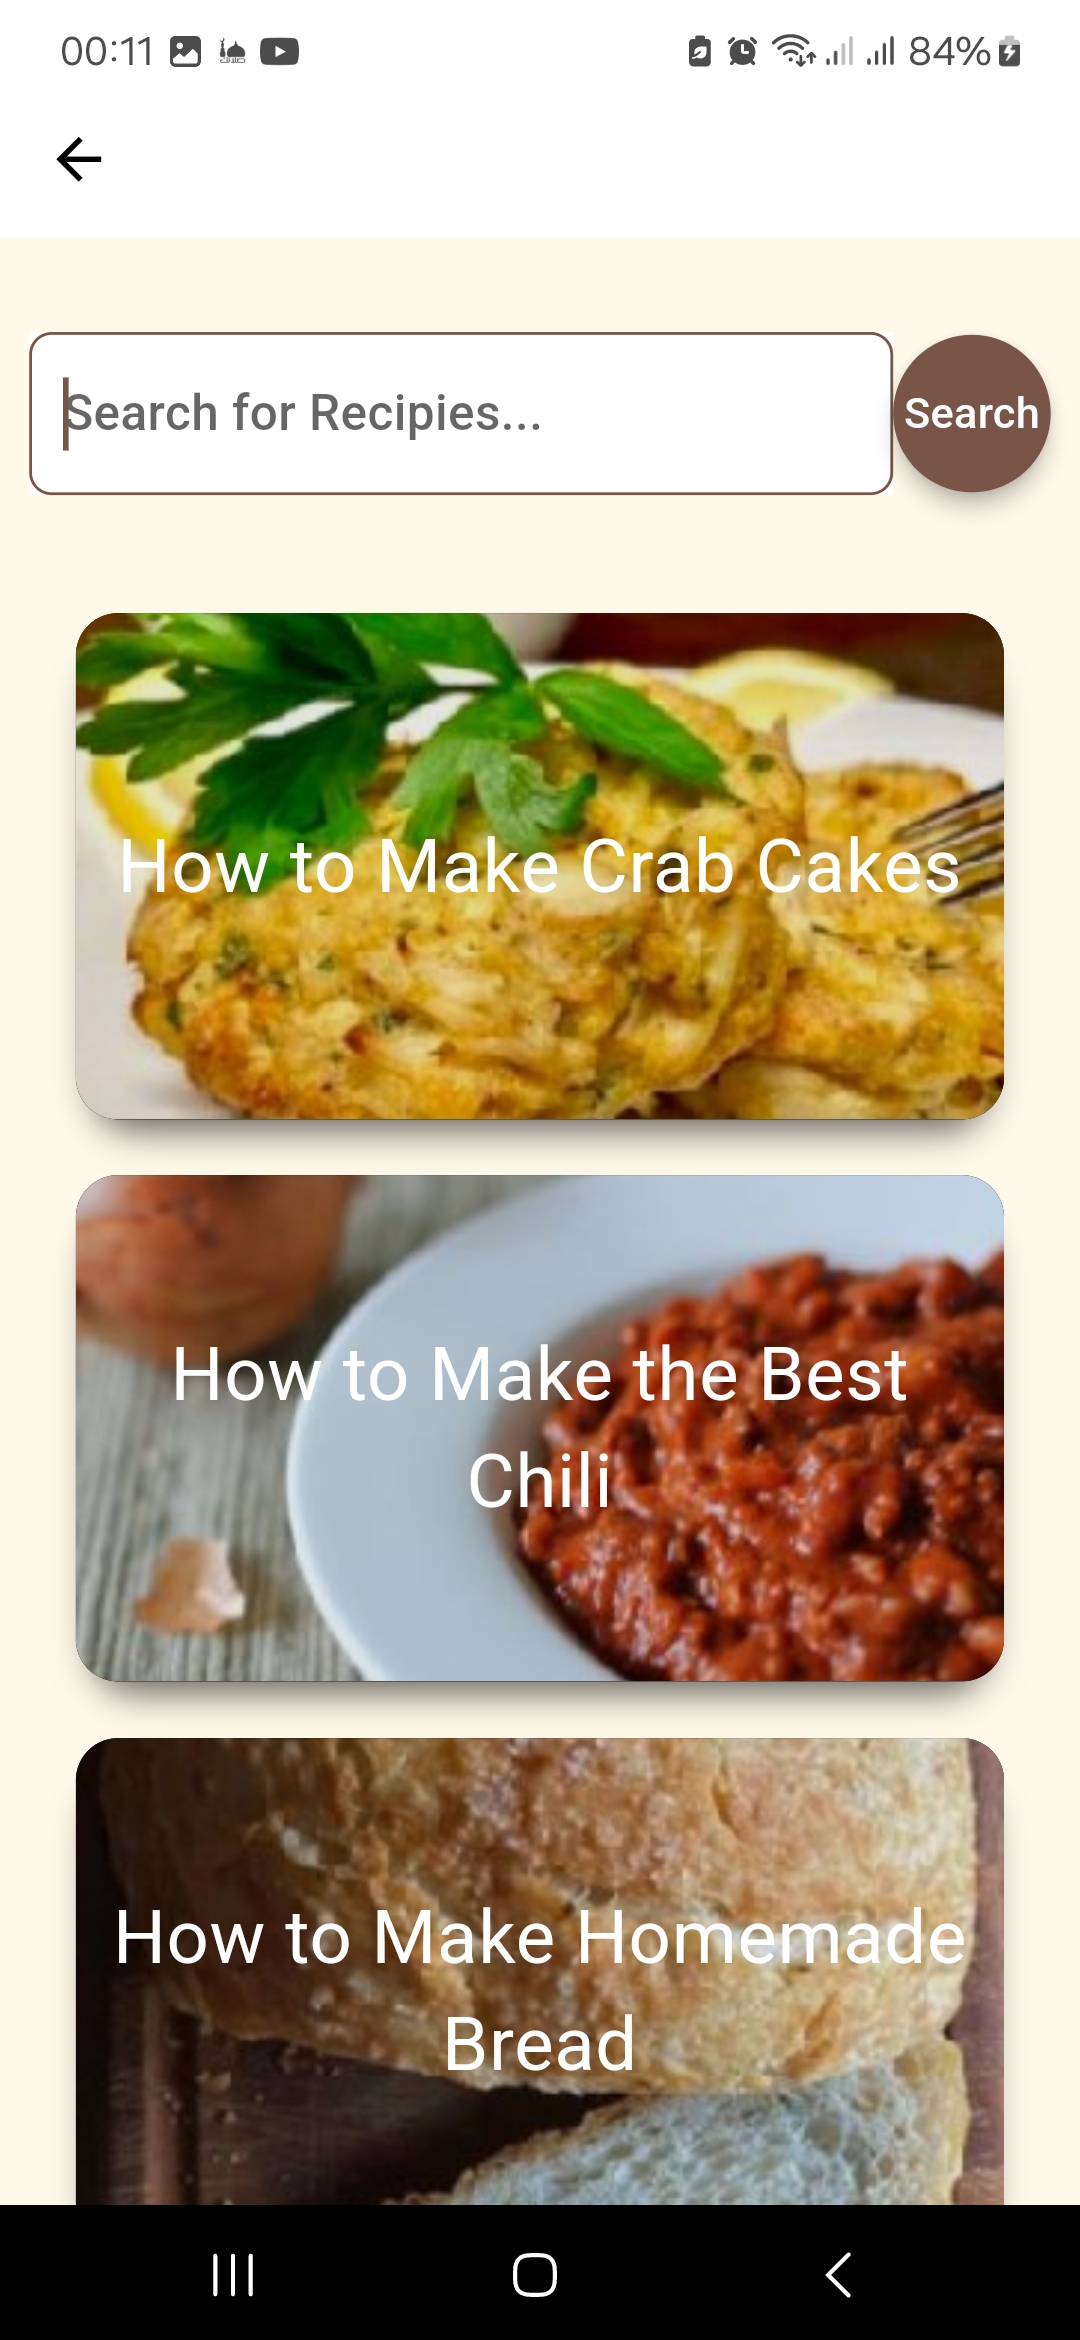 00:11
84%
Search for Recipies...
Search
How to Make Crab Cakes
How to Make the Best
Chili
How to Make Homemade
Bread